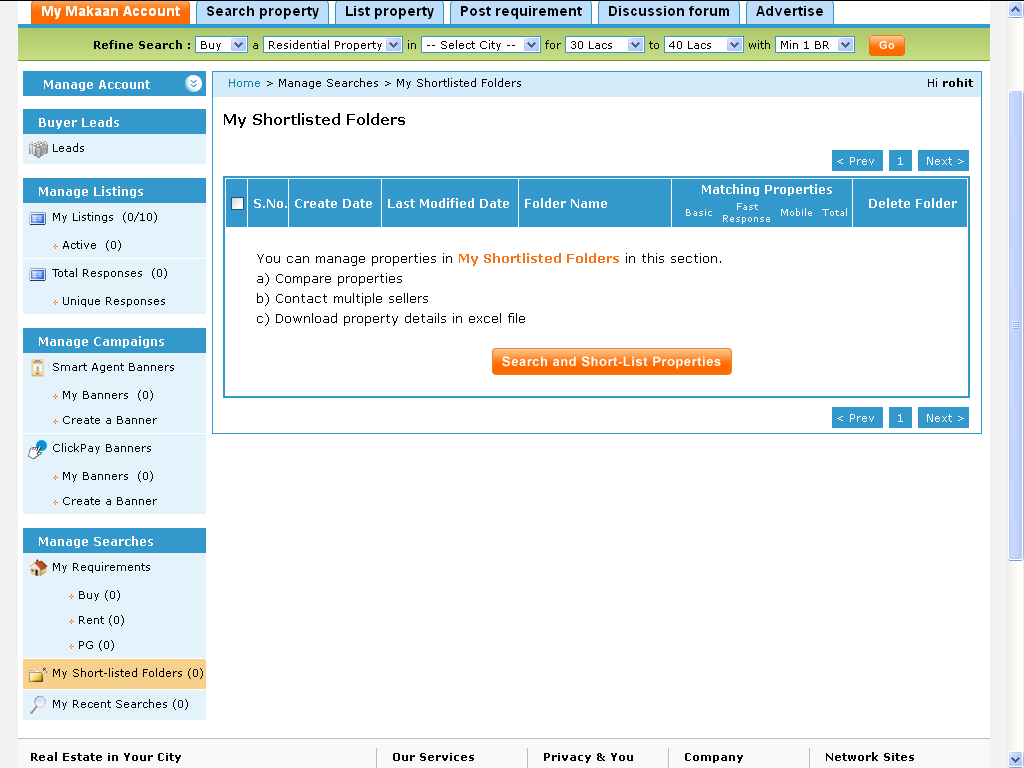 My Makaan Account Search property List property Post requirement Discussion forum Advertise
Refine Search : Buy a Residential Property in -- Select City -- for 30 Lacs to 40 Lacs with Min 1 BR Go
Manage Account
Home > Manage Searches > My Shortlisted Folders Hi rohit
My Shortlisted Folders
Buyer Leads
Leads
Manage Listings
My Listings (0/10)
Active (0)
Total Responses (0)
Unique Responses
Manage Campaigns
Smart Agent Banners
My Banners (0)
Create a Banner
ClickPay Banners
My Banners (0)
Create a Banner
Manage Searches
My Requirements
Buy (0)
Rent (0)
PG (0)
My Short-listed Folders (0)
My Recent Searches (0)
< Prev 1 Next >
S.No. Create Date Last Modified Date Folder Name Matching Properties Delete Folder
Basic Fast Response Mobile Total
You can manage properties in My Shortlisted Folders in this section.
a) Compare properties
b) Contact multiple sellers
c) Download property details in excel file
Search and Short-List Properties
< Prev 1 Next >
Real Estate in Your City Our Services Privacy & You Company Network Sites